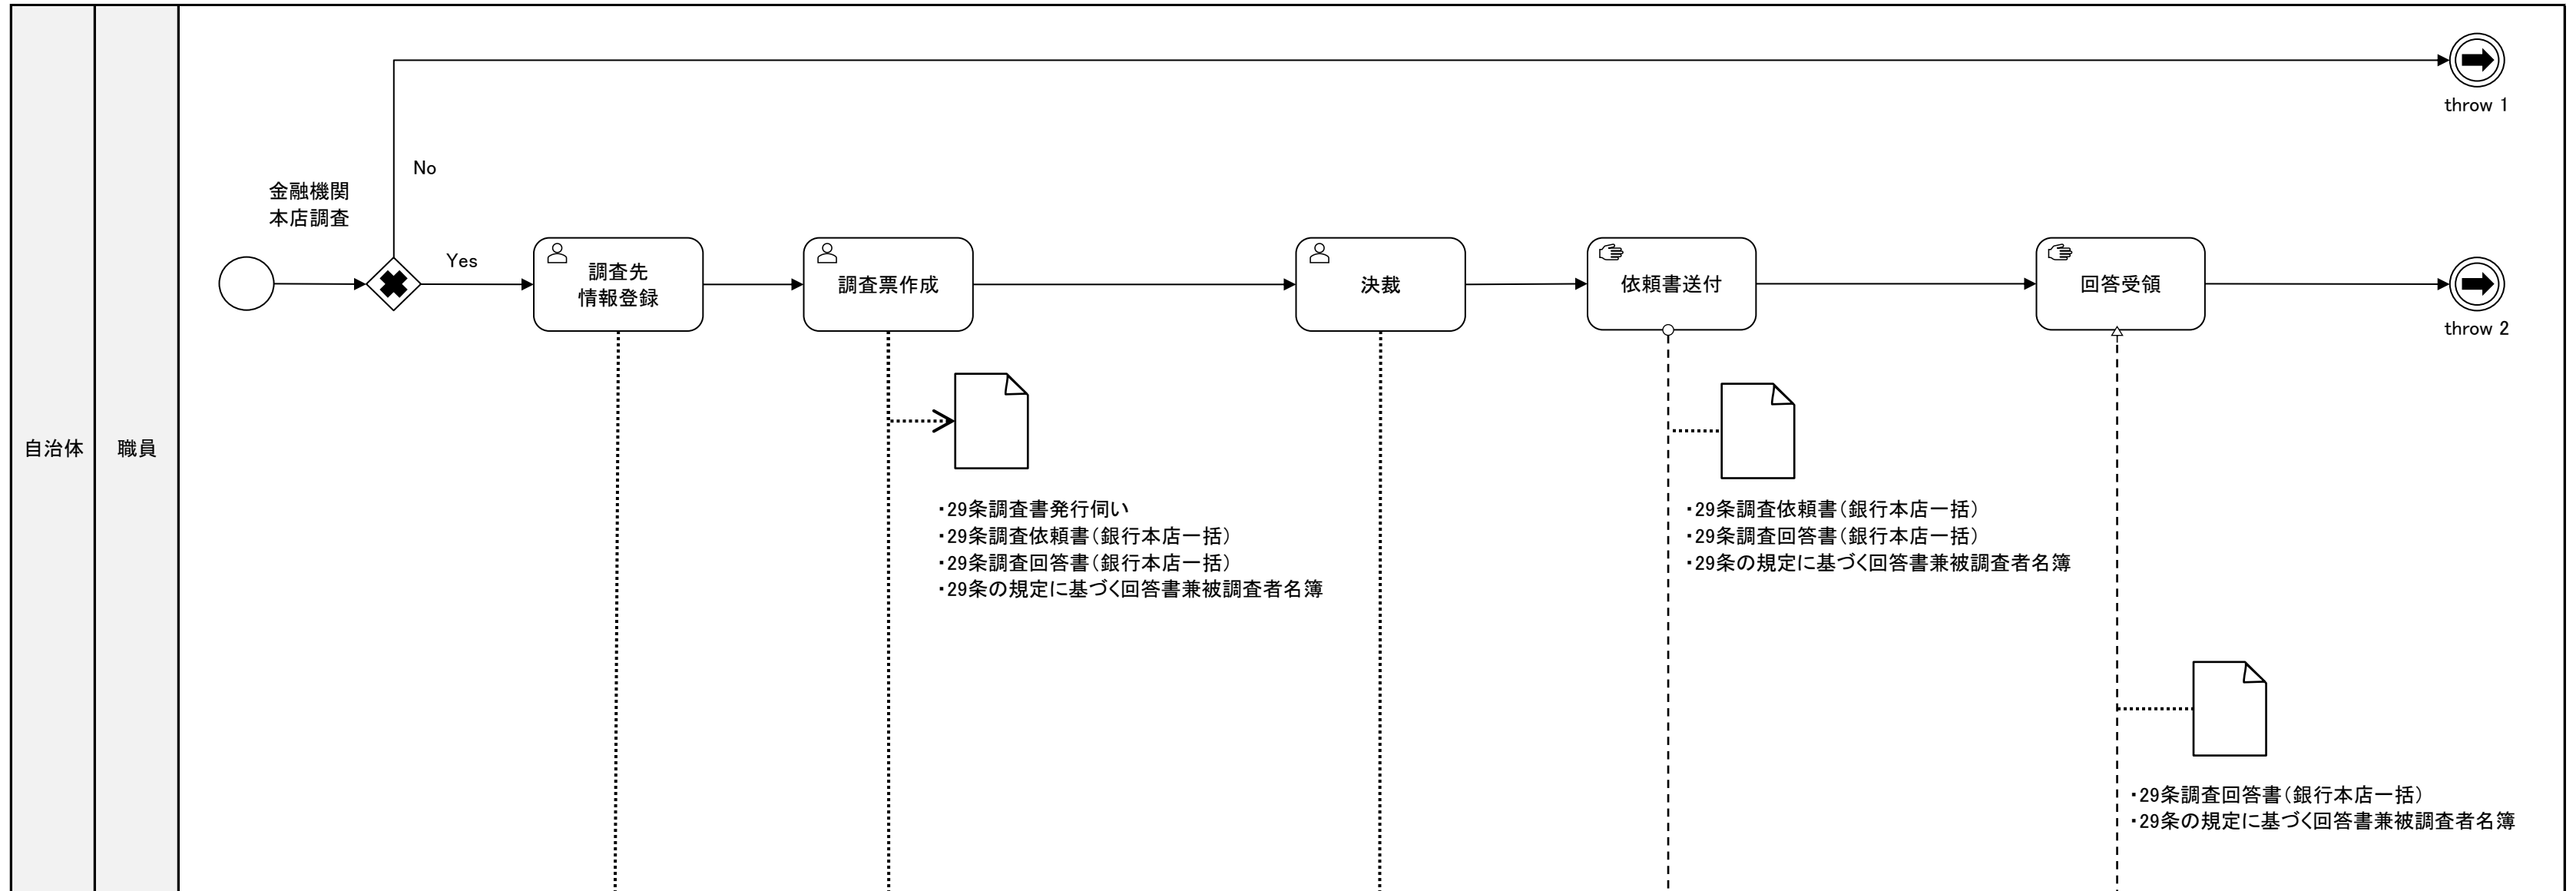 throw 1
No
金融機関
本店調査
Yes
調査先
情報登録
調査票作成
決裁
依頼書送付
回答受領
throw 2
自治体
職員
・29条調査書発行伺い
・29条調査依頼書（銀行本店一括）
・29条調査回答書（銀行本店一括）
・29条の規定に基づく回答書兼被調査者名簿
・29条調査依頼書（銀行本店一括）
・29条調査回答書（銀行本店一括）
・29条の規定に基づく回答書兼被調査者名簿
・29条調査回答書（銀行本店一括）
・29条の規定に基づく回答書兼被調査者名簿